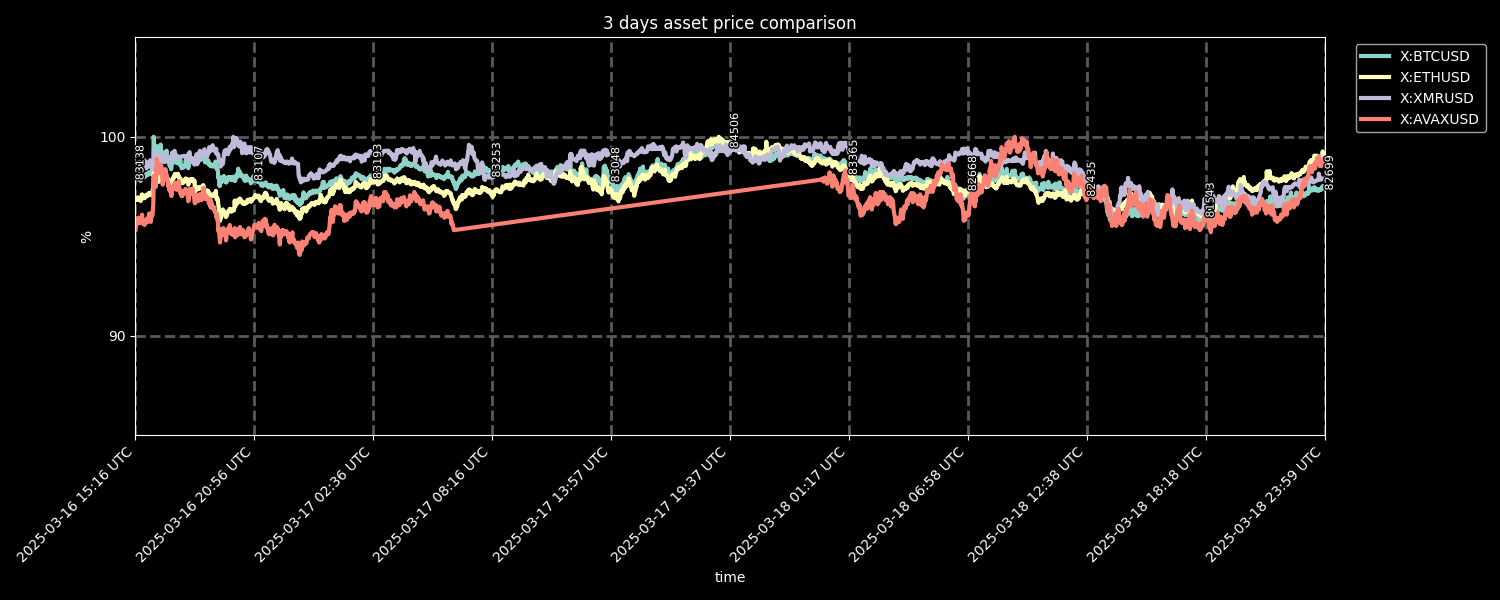 3 days asset price comparison
X:BTCUSD
X:ETHUSD
X:XMRUSD
X:AVAXUSD
100
90
%
83138
83107
83193
83253
83048
84506
83365
82668
82435
81543
82699
2025-03-16 15:16 UTC
2025-03-16 20:56 UTC
2025-03-17 02:36 UTC
2025-03-17 08:16 UTC
2025-03-17 13:57 UTC
2025-03-17 19:37 UTC
2025-03-18 01:17 UTC
2025-03-18 06:58 UTC
2025-03-18 12:38 UTC
2025-03-18 18:18 UTC
2025-03-18 23:59 UTC
time